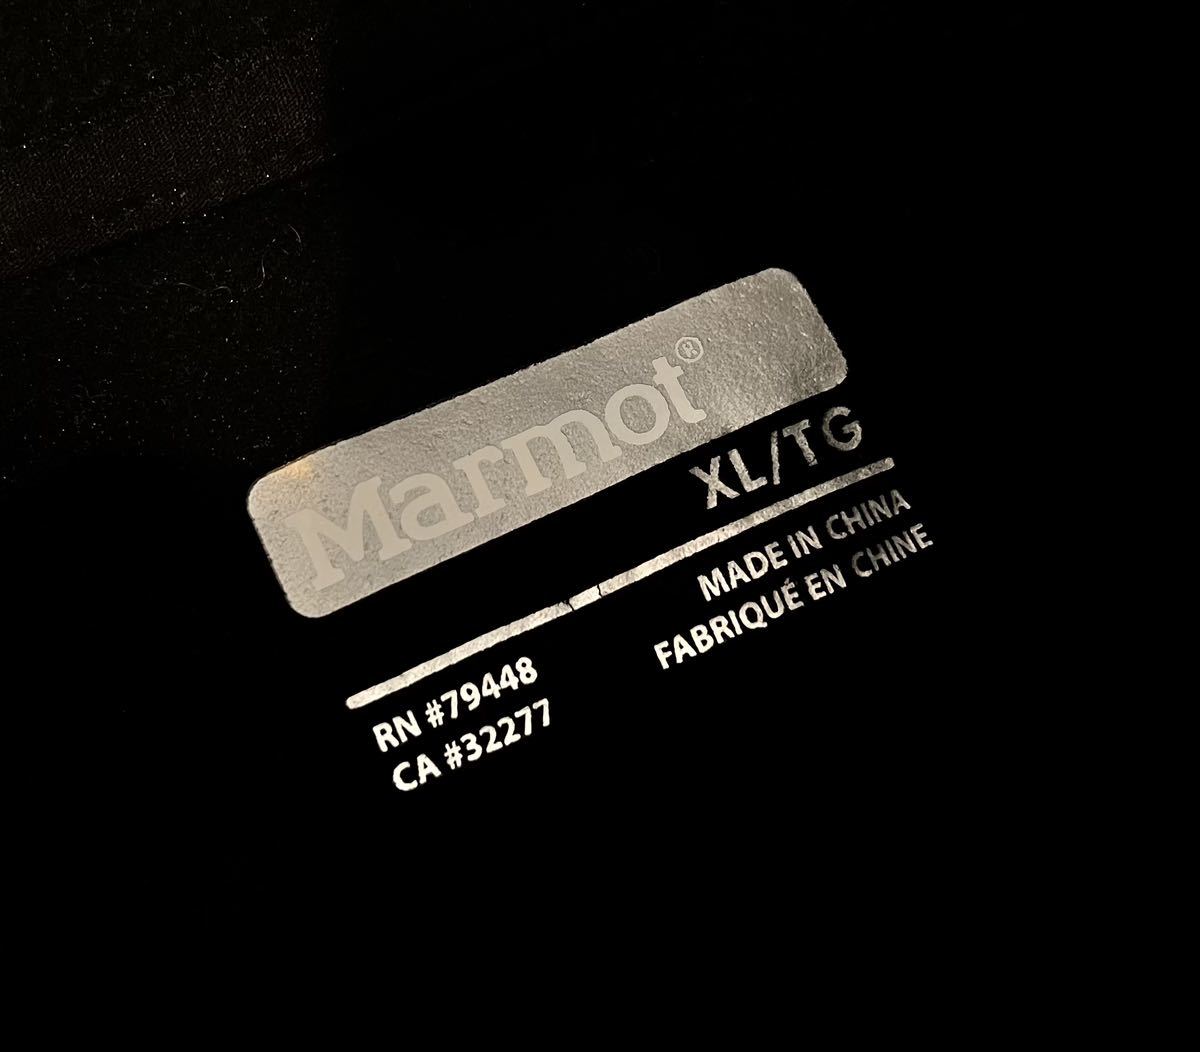 Marmot®
XL/TG
MADE IN CHINA
FABRIQUÉ EN CHINE
RN #79448
CA #32277